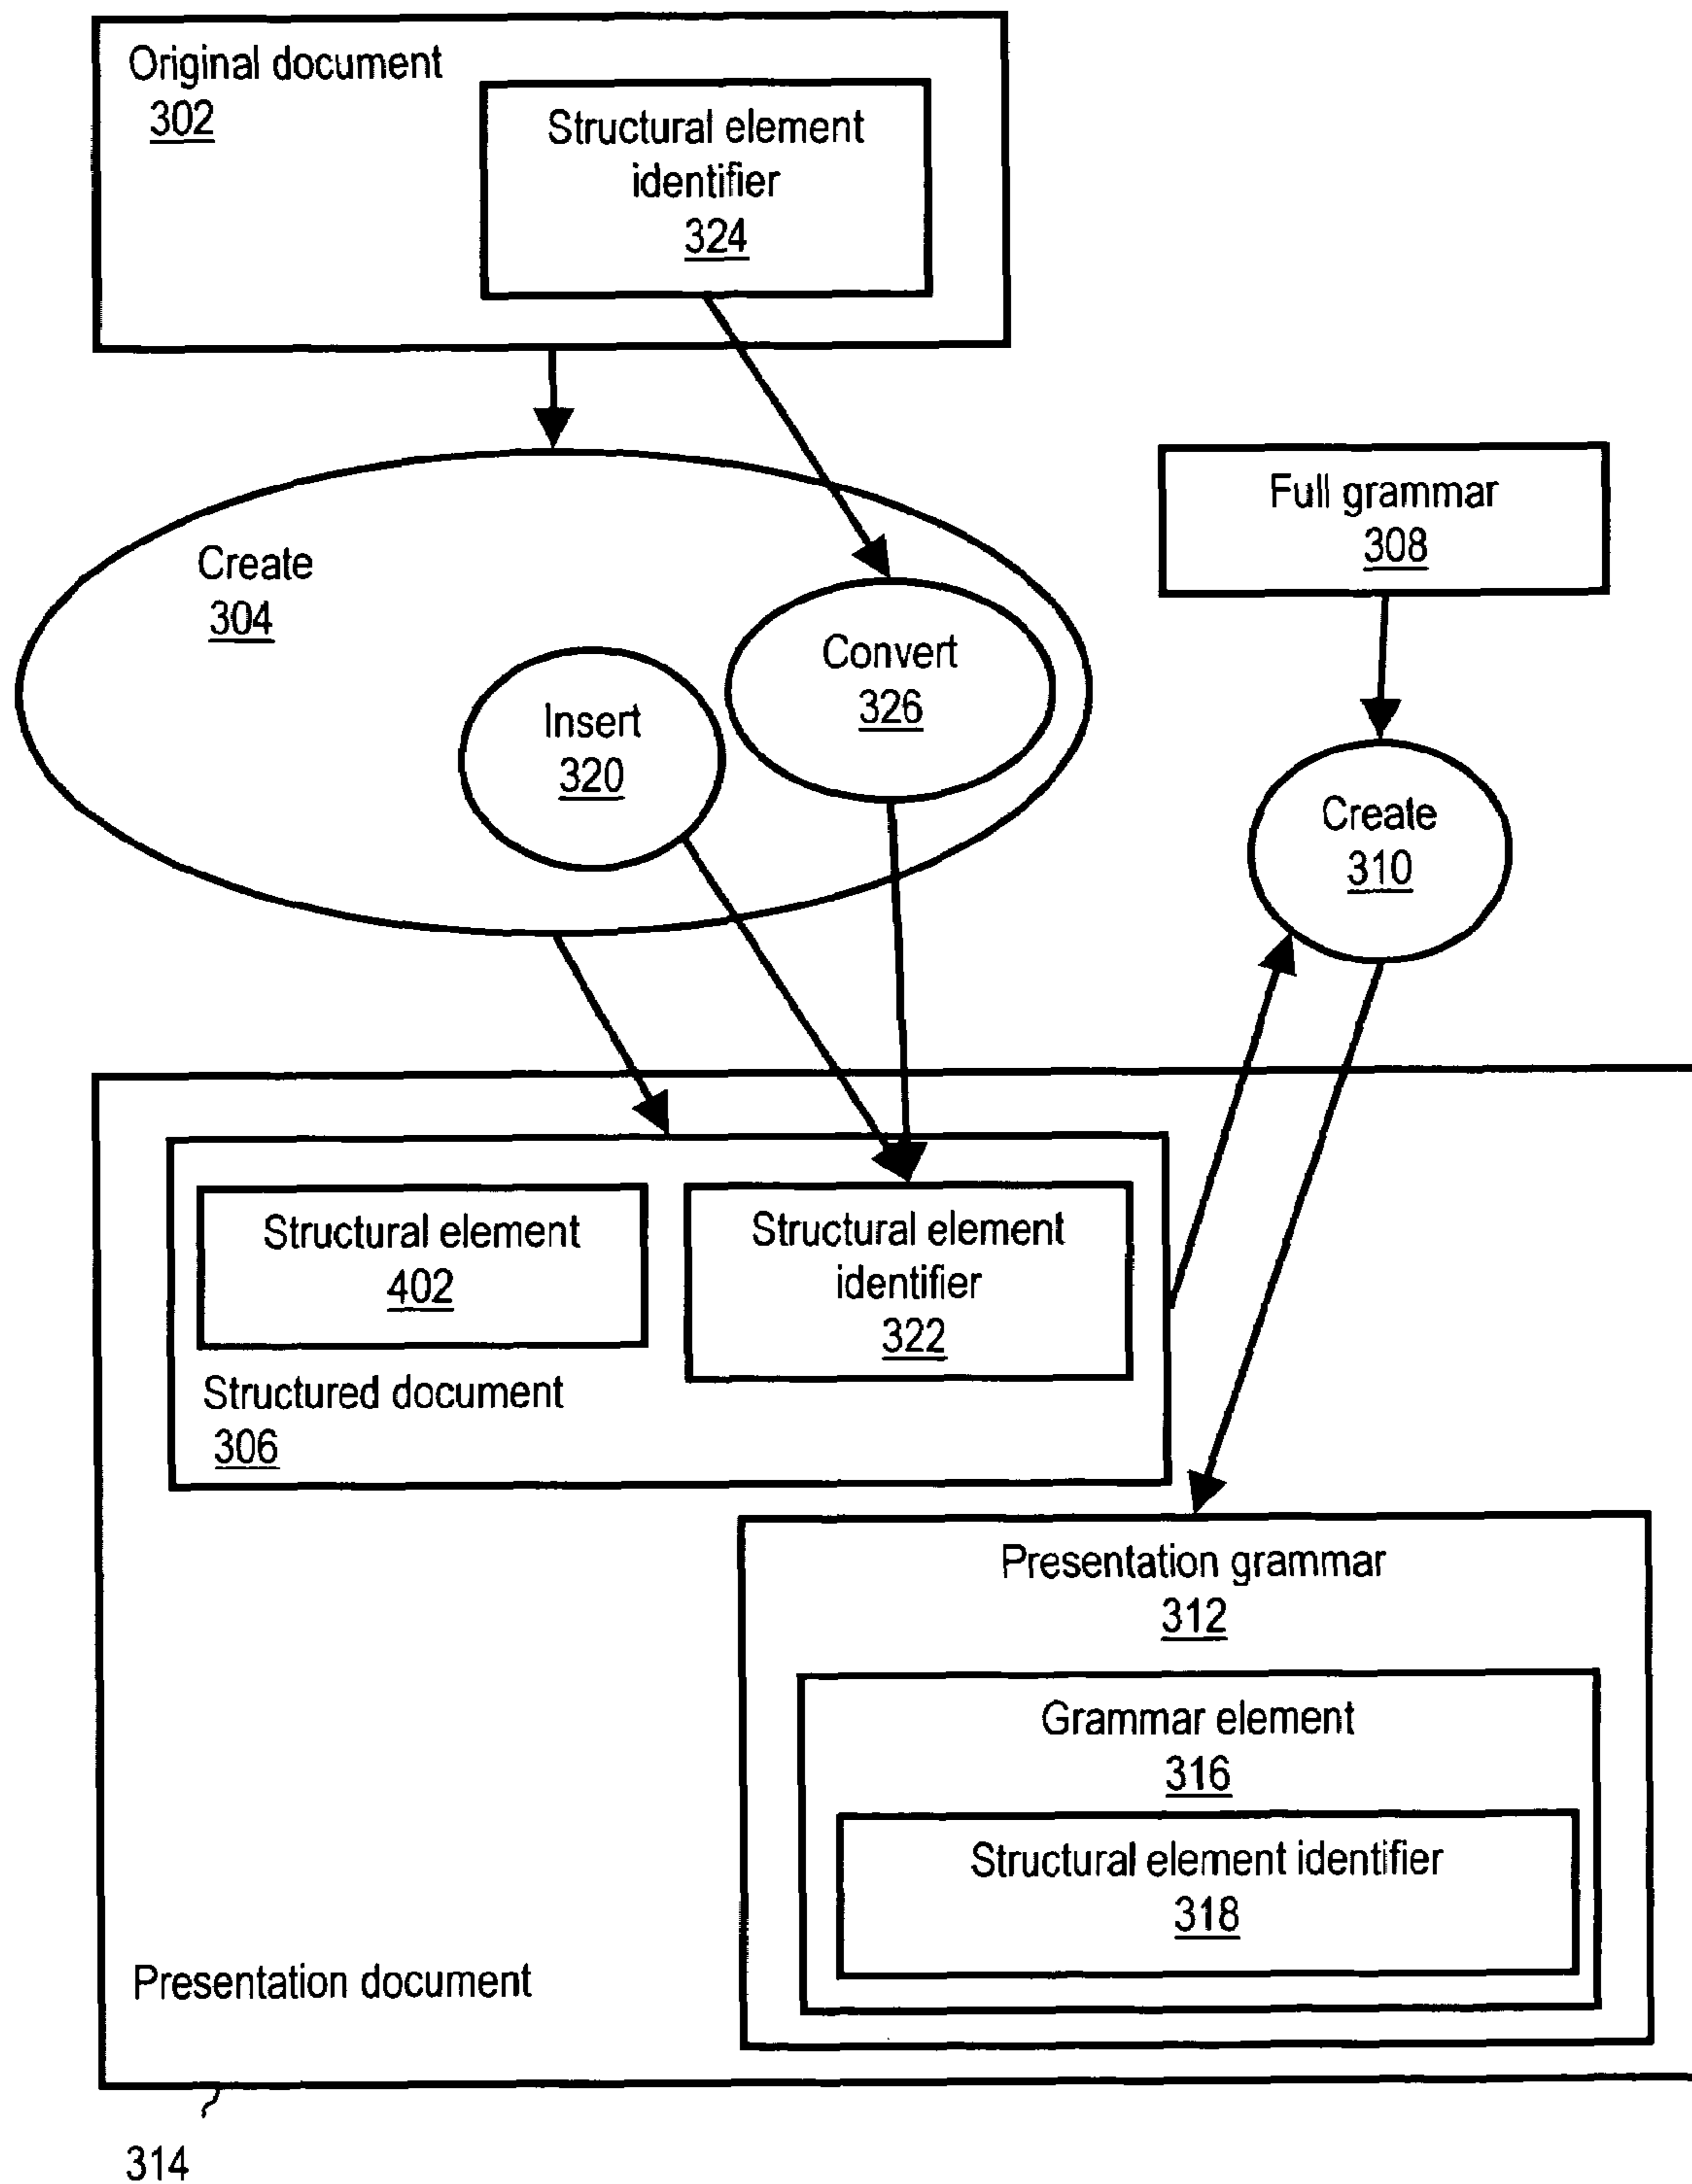 Original document
302
Structural element
identifier
324
Full grammar
308
Create
304
Convert
326
Insert
320
Create
310
Structural element
402
Structural element
identifier
322
Structured document
306
Presentation grammar
312
Grammar element
316
Structural element identifier
318
Presentation document
314